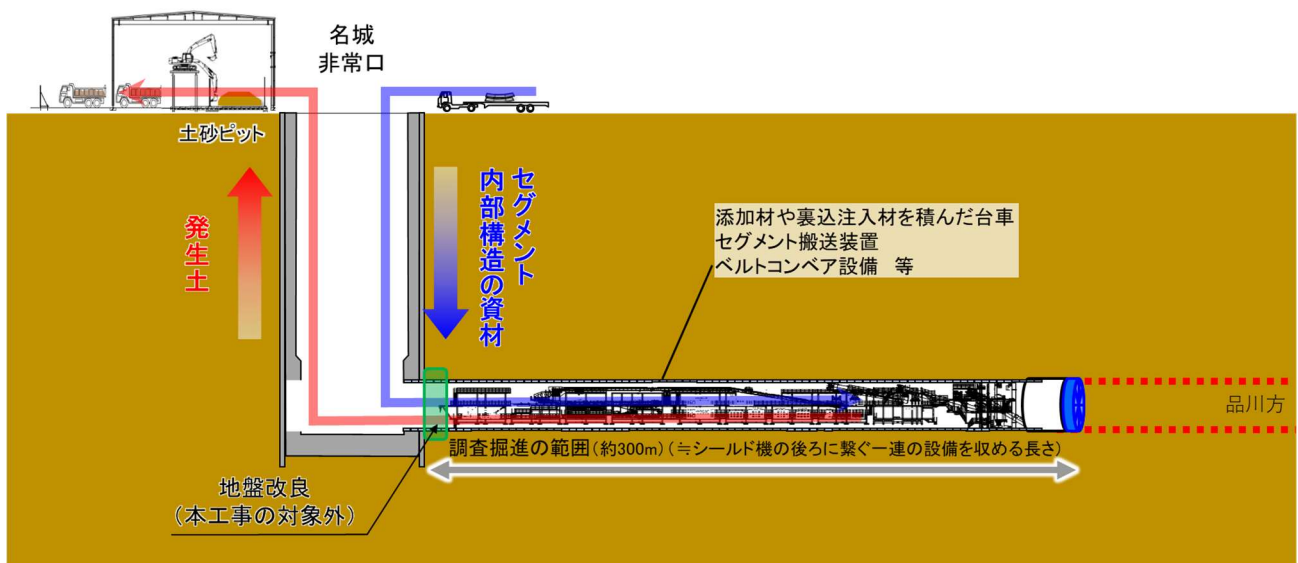 名城
非常口
土砂ピット
発生土
セグメント
内部構造の資材
添加材や裏込注入材を積んだ台車
セグメント搬送装置
ベルトコンベア設備　等
品川方
調査掘進の範囲(約300m)(≒シールド機の後ろに繋ぐ一連の設備を収める長さ)
地盤改良
(本工事の対象外)